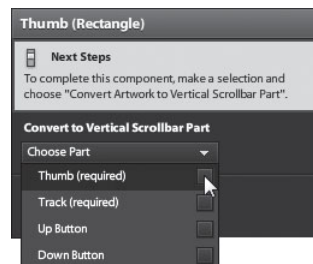 Thumb (Rectangle)
Next Steps
To complete this component, make a selection and
choose "Convert Artwork to Vertical Scrollbar Part".
Convert to Vertical Scrollbar Part
Choose Part
Thumb (required)
Track (required)
Up Button
Down Button